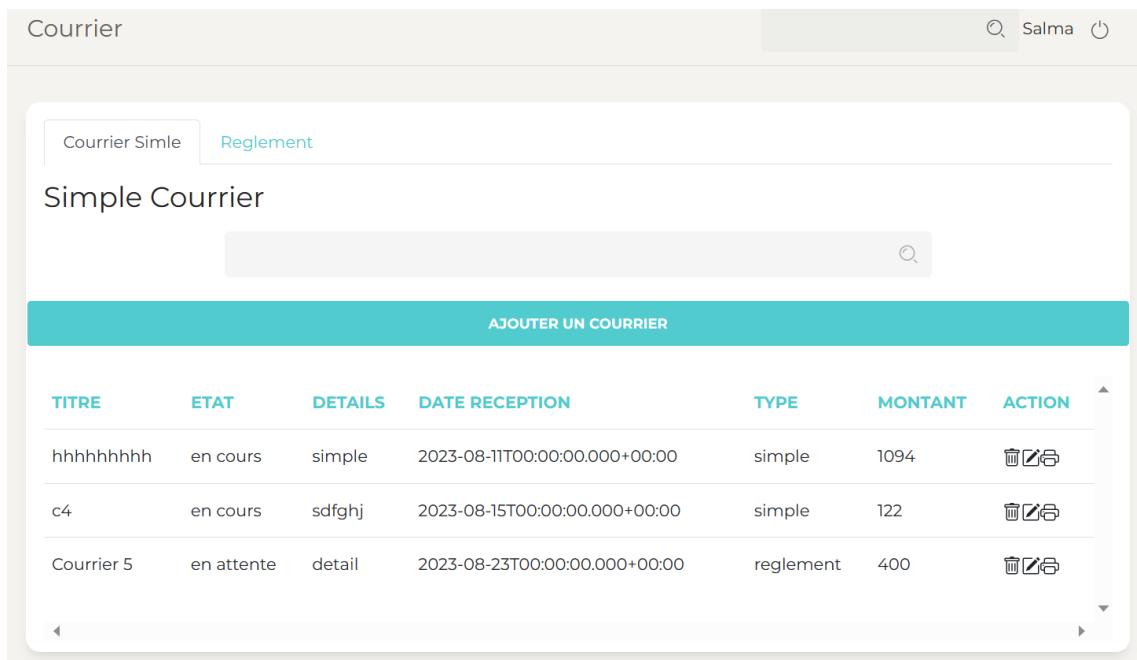 Courrier Salma
Courrier Simle Reglement
Simple Courrier
AJOUTER UN COURRIER
TITRE ETAT DETAILS DATE RECEPTION TYPE MONTANT ACTION
hhhhhhhhh en cours simple 2023-08-11T00:00:00.000+00:00 simple 1094
c4 en cours sdfghj 2023-08-15T00:00:00.000+00:00 simple 122
Courrier 5 en attente detail 2023-08-23T00:00:00.000+00:00 reglement 400